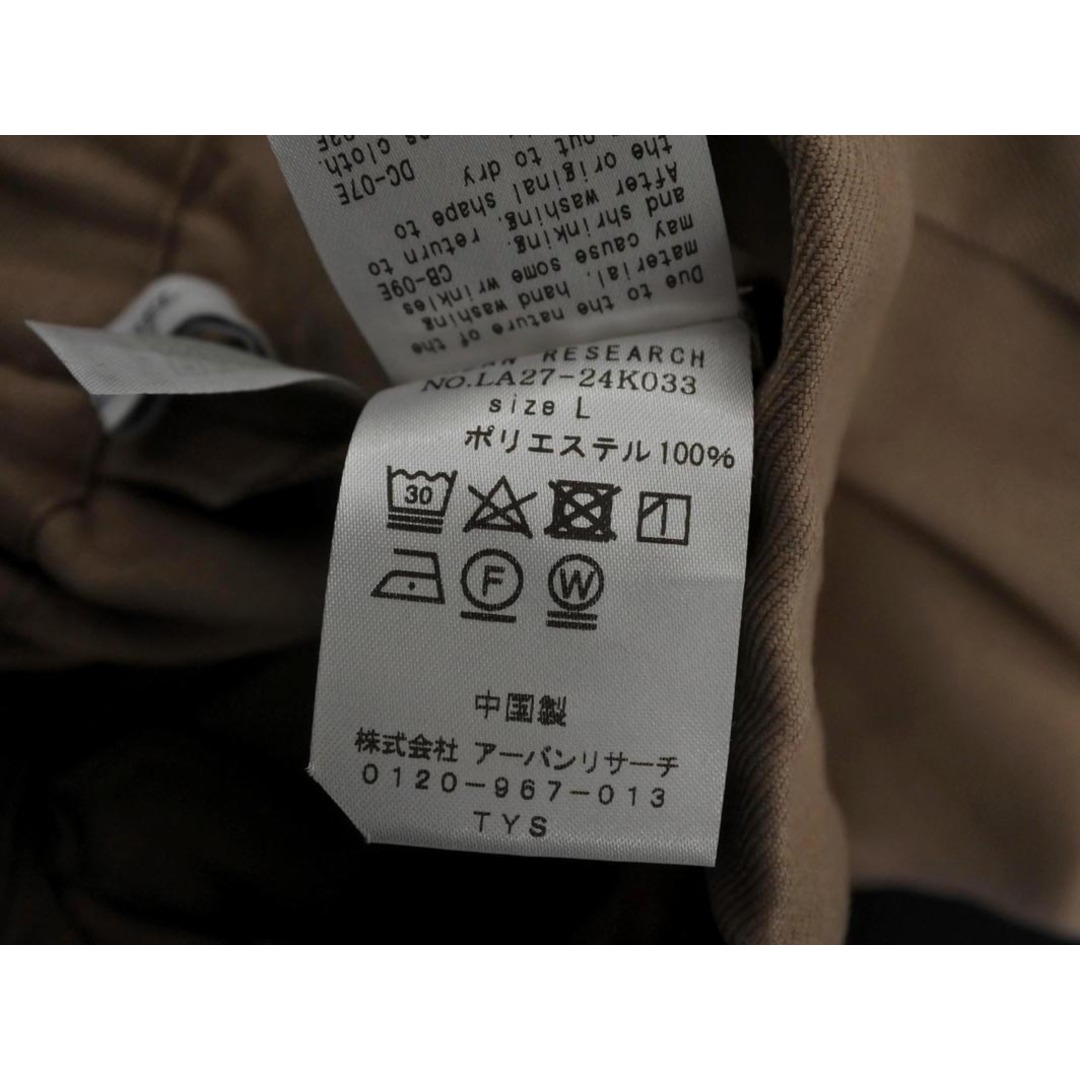 Due to the nature of the
material, the hand washing
may cause some wrinkles
and shrinking. CB-09E
After washing, return to
the original shape to
put to dry
DC-07E
cloth.
RESEARCH
NO.LA27-24K033
size L
ポリエステル100%
30
F W
中国製
株式会社 アーバンリサーチ
0120-967-013
TYS